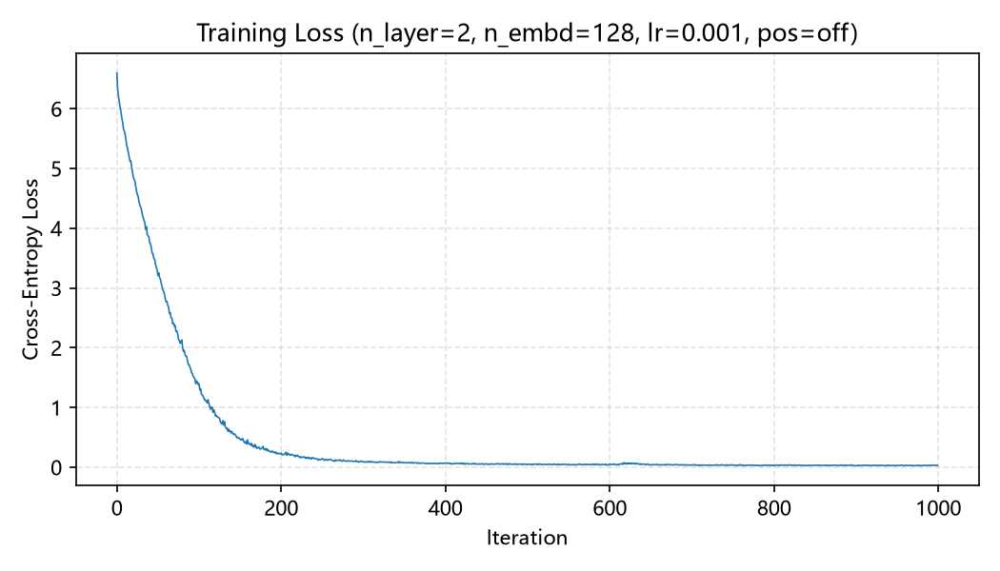 Training Loss (n_layer=2, n_embd=128, lr=0.001, pos=off)
Cross-Entropy Loss
6
5
4
3
2
1
0
0 200 400 600 800 1000
Iteration